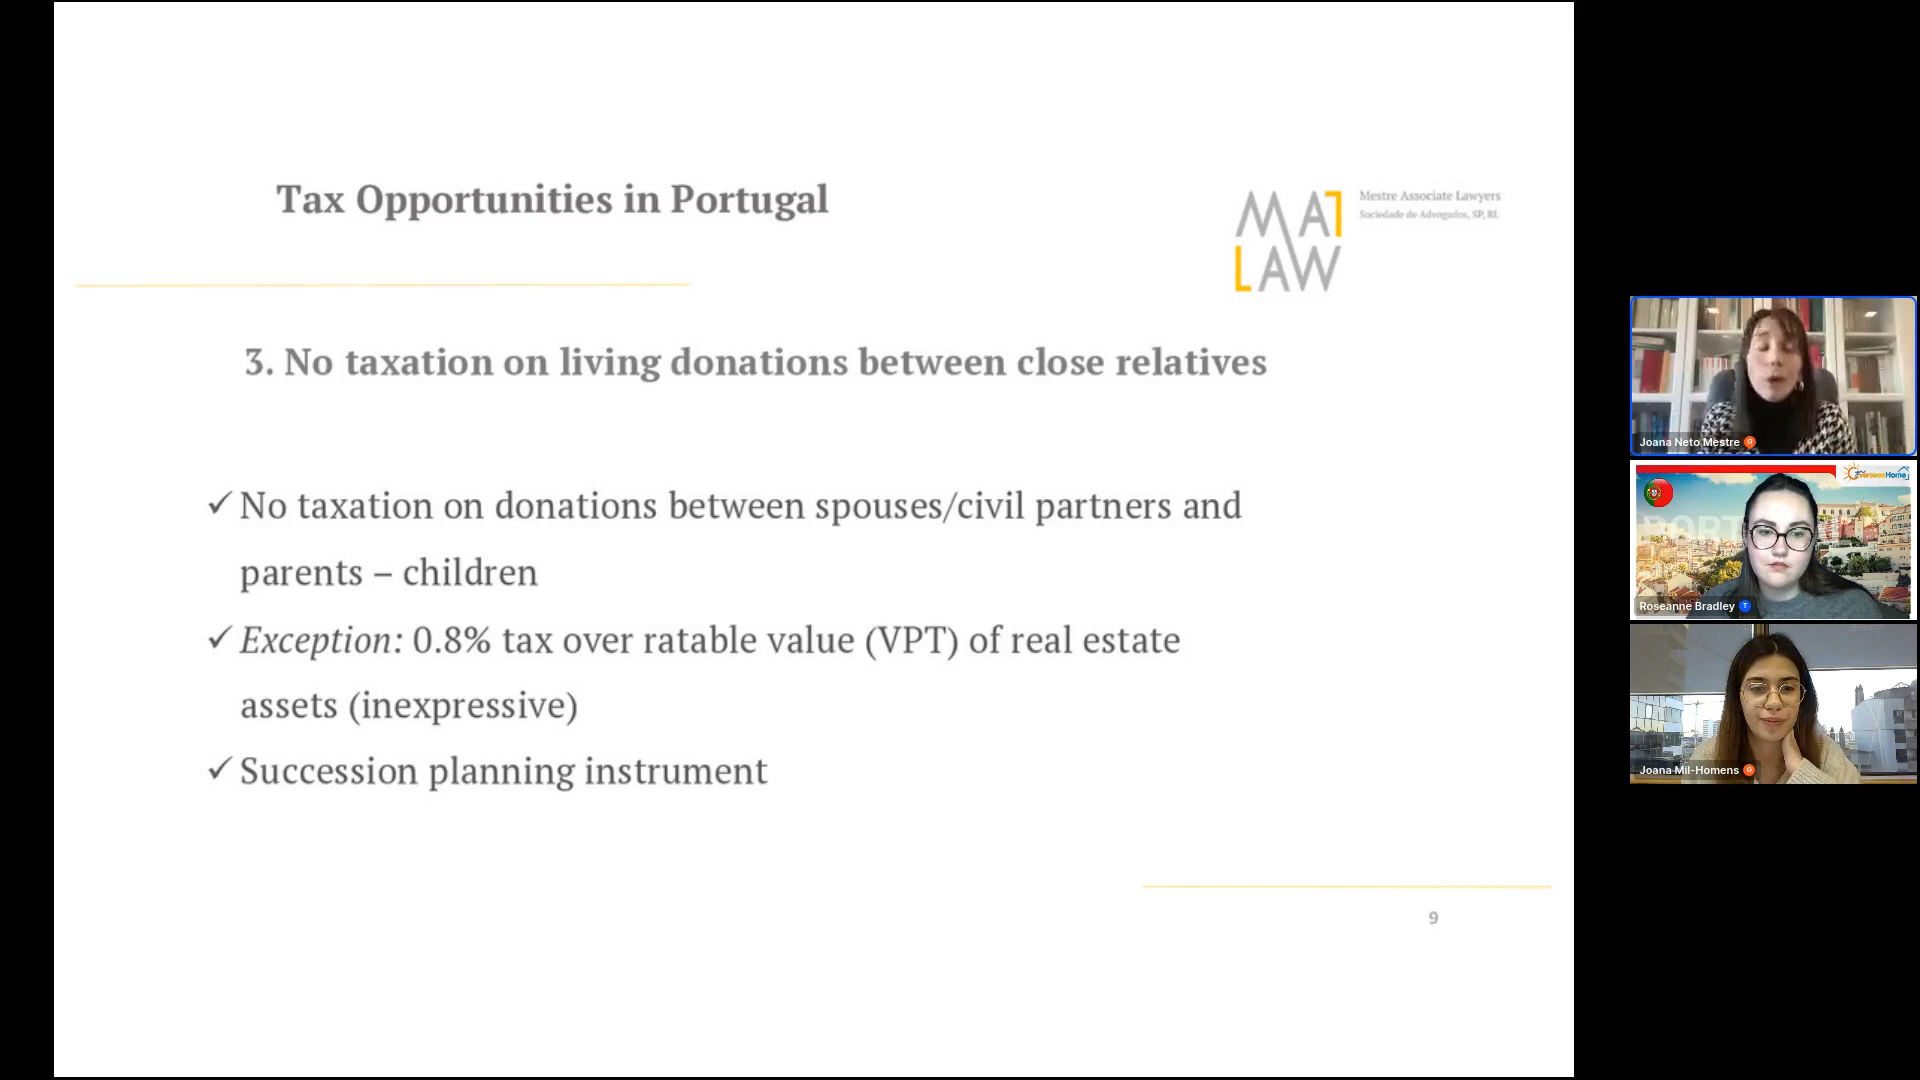 Tax Opportunities in Portugal
MAT
LAW
Mestre Associate Lawyers
Sociedade de Advogados, SP, RL
3. No taxation on living donations between close relatives
✓ No taxation on donations between spouses/civil partners and
parents – children
✓ Exception: 0.8% tax over ratable value (VPT) of real estate
assets (inexpressive)
✓ Succession planning instrument
9
Joana Neto Mestre
PORT
Roseanne Bradley
Joana Mil-Homens